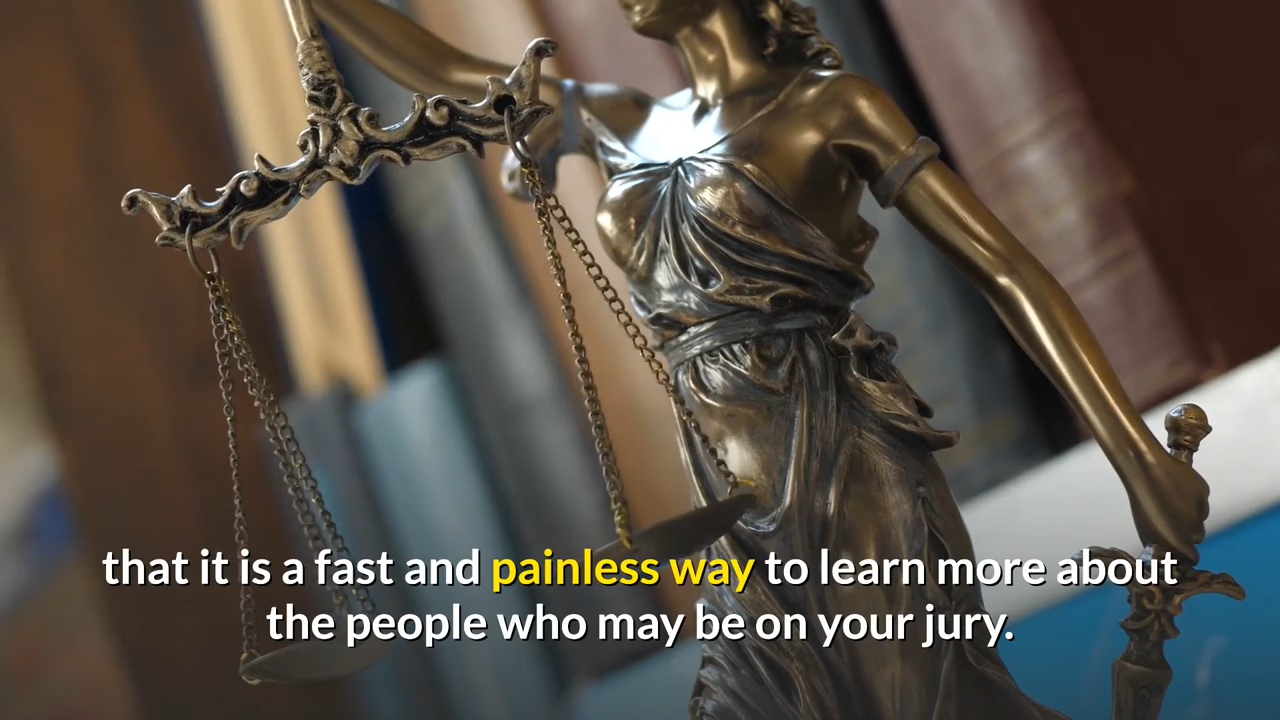 that it is a fast and painless way to learn more about
the people who may be on your jury.